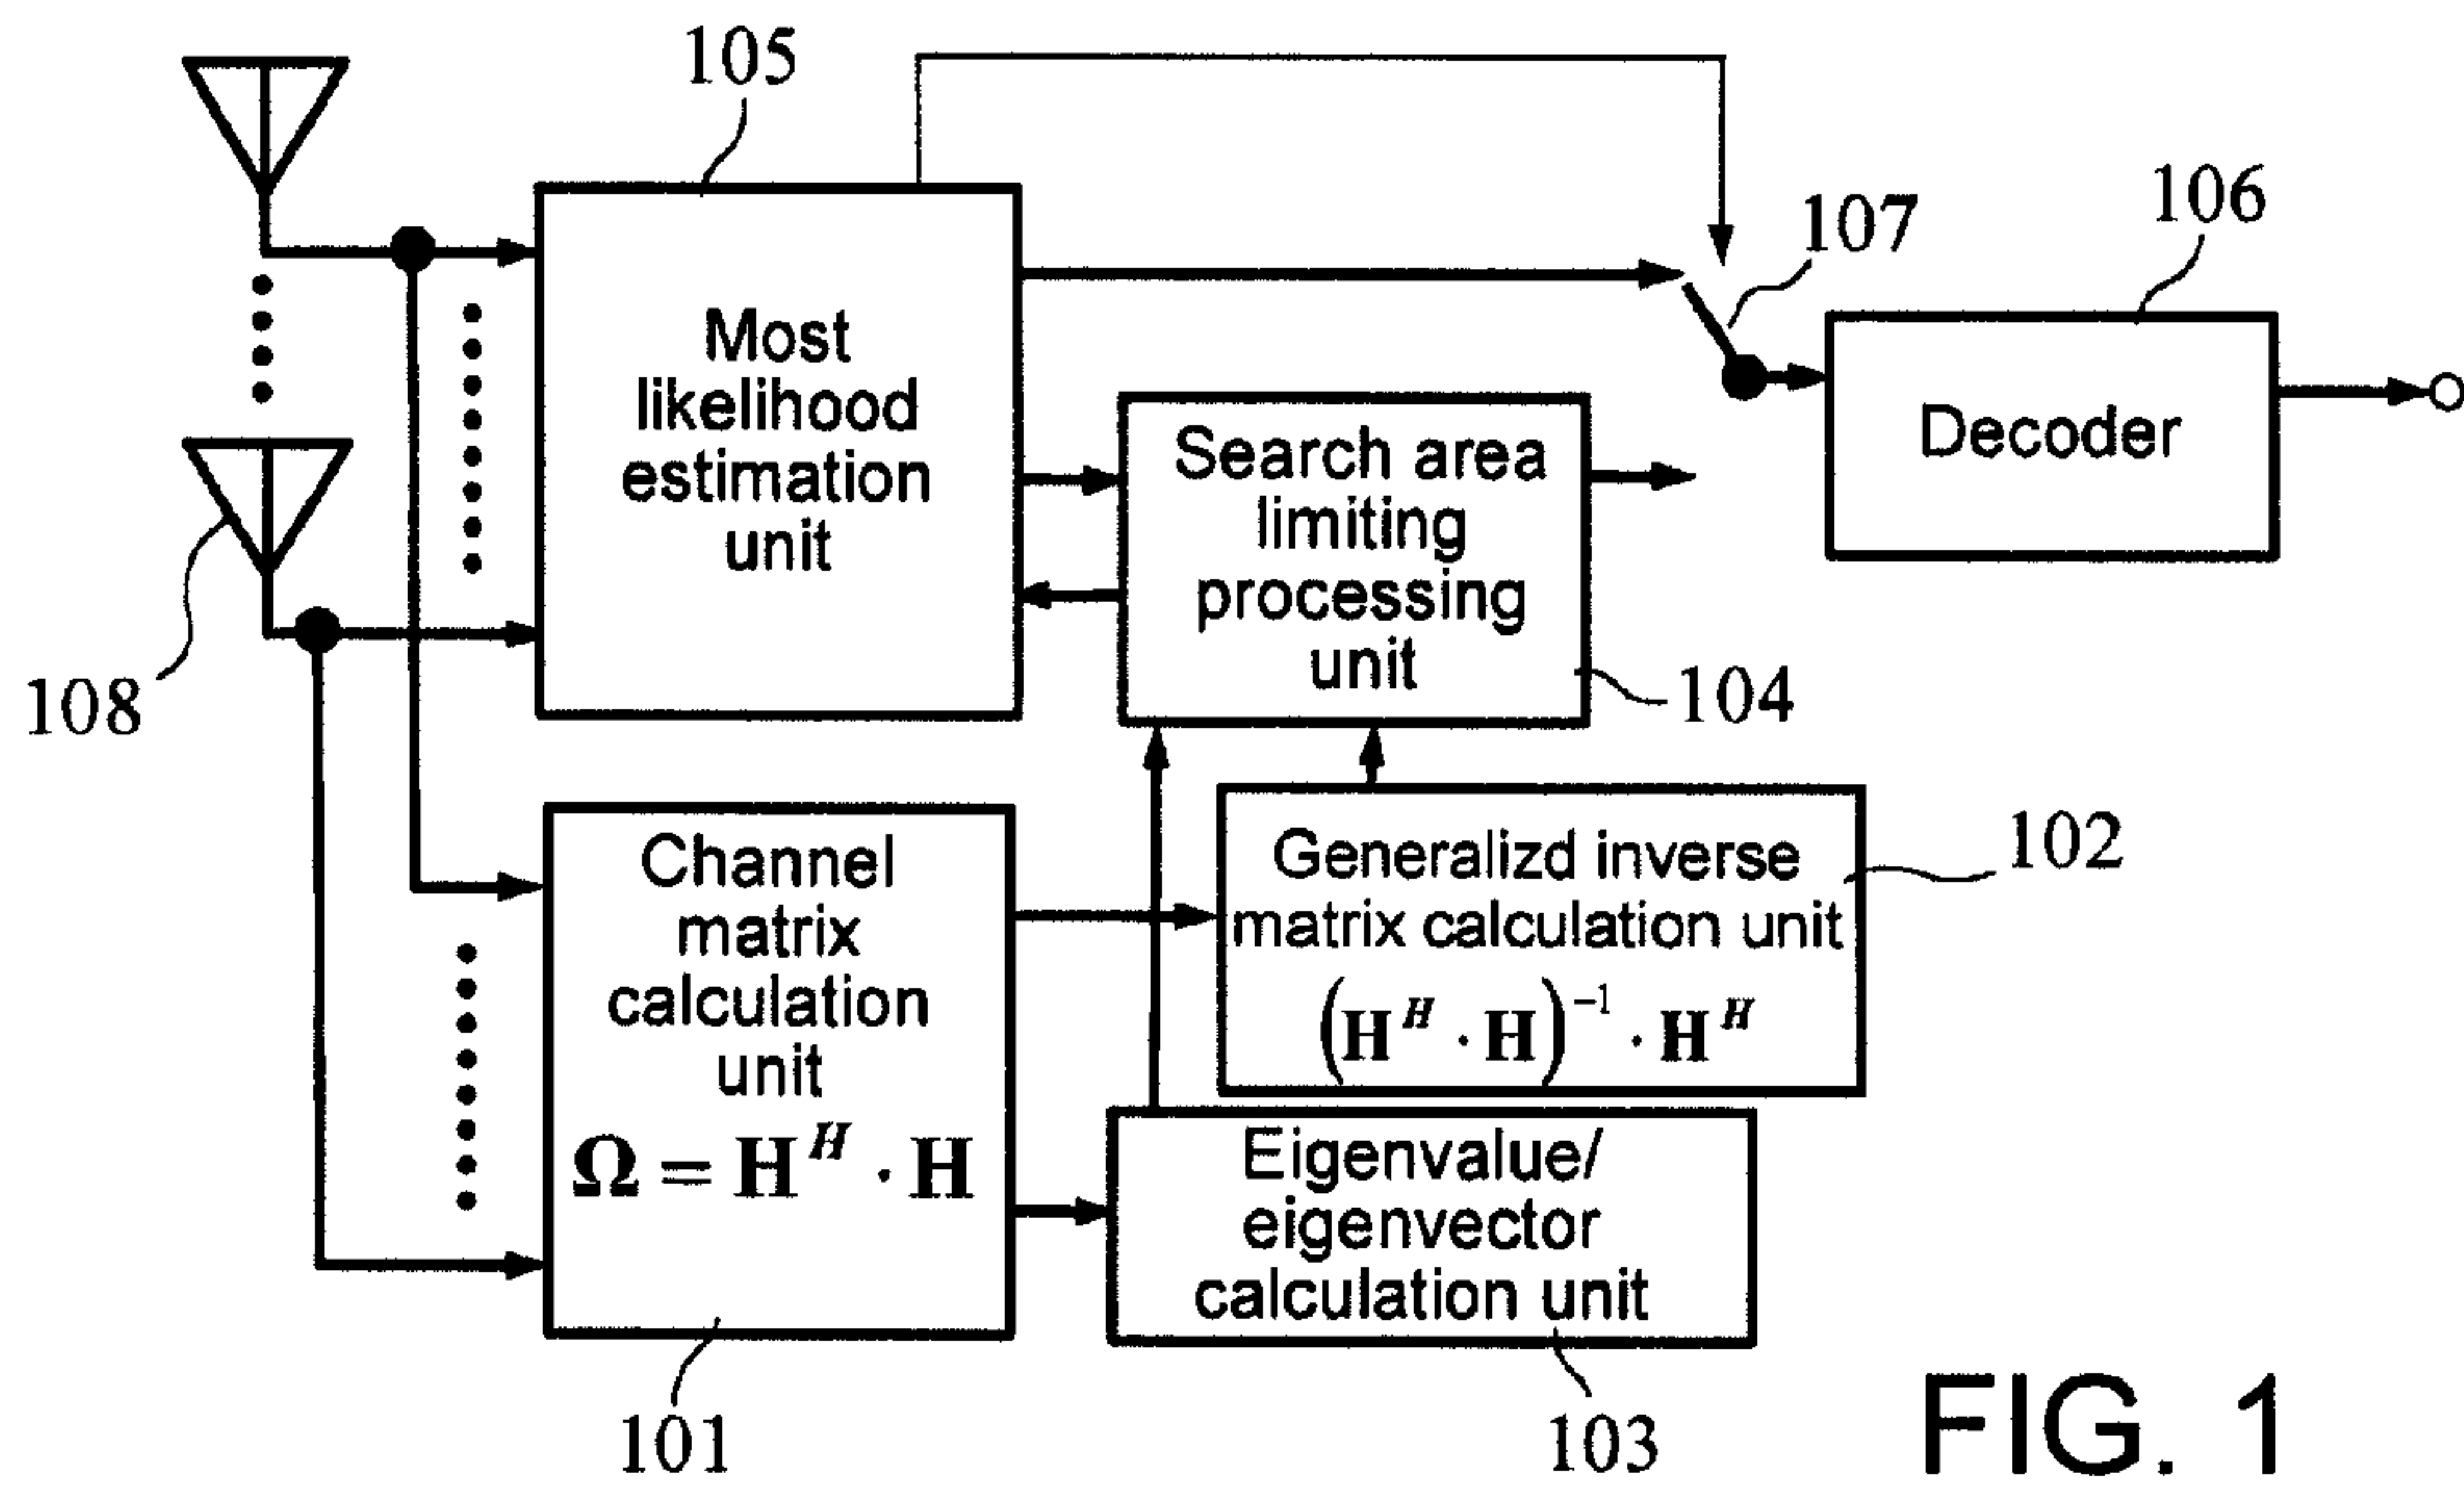 105
107
106
Most
likelihood
estimation
unit
Search area
limiting
processing
unit
Decoder
108
104
Channel
matrix
calculation
unit
Ω = H^H · H
Generalizd inverse
matrix calculation unit
(H^H · H)^-1 · H^H
102
Eigenvalue/
eigenvector
calculation unit
101
103
FIG. 1